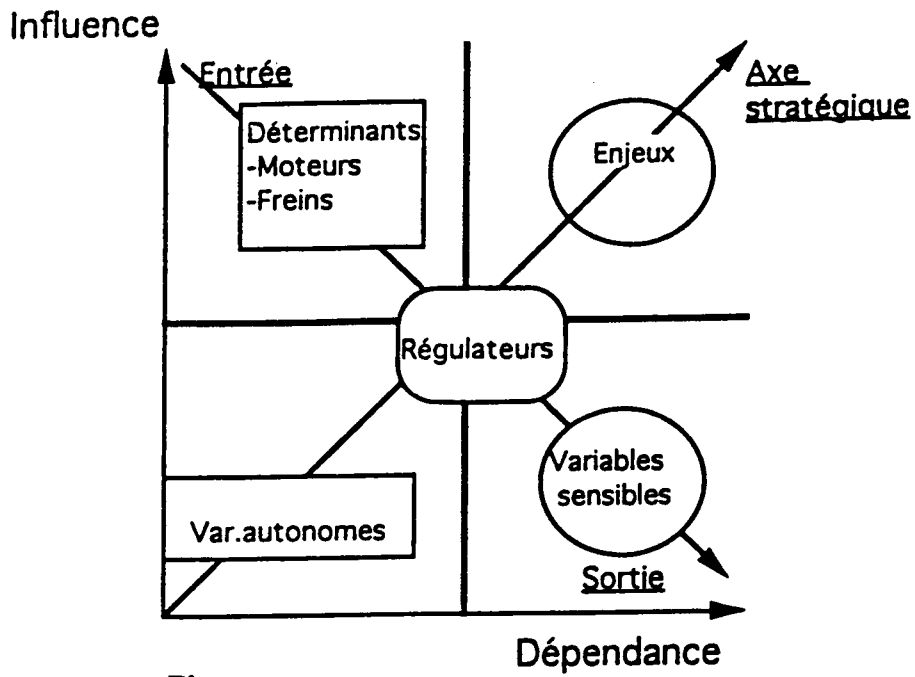 Influence
Entrée
Axe
stratégique
Déterminants
-Moteurs
-Freins
Enjeux
Régulateurs
Variables
sensibles
Var.autonomes
Sortie
Dépendance